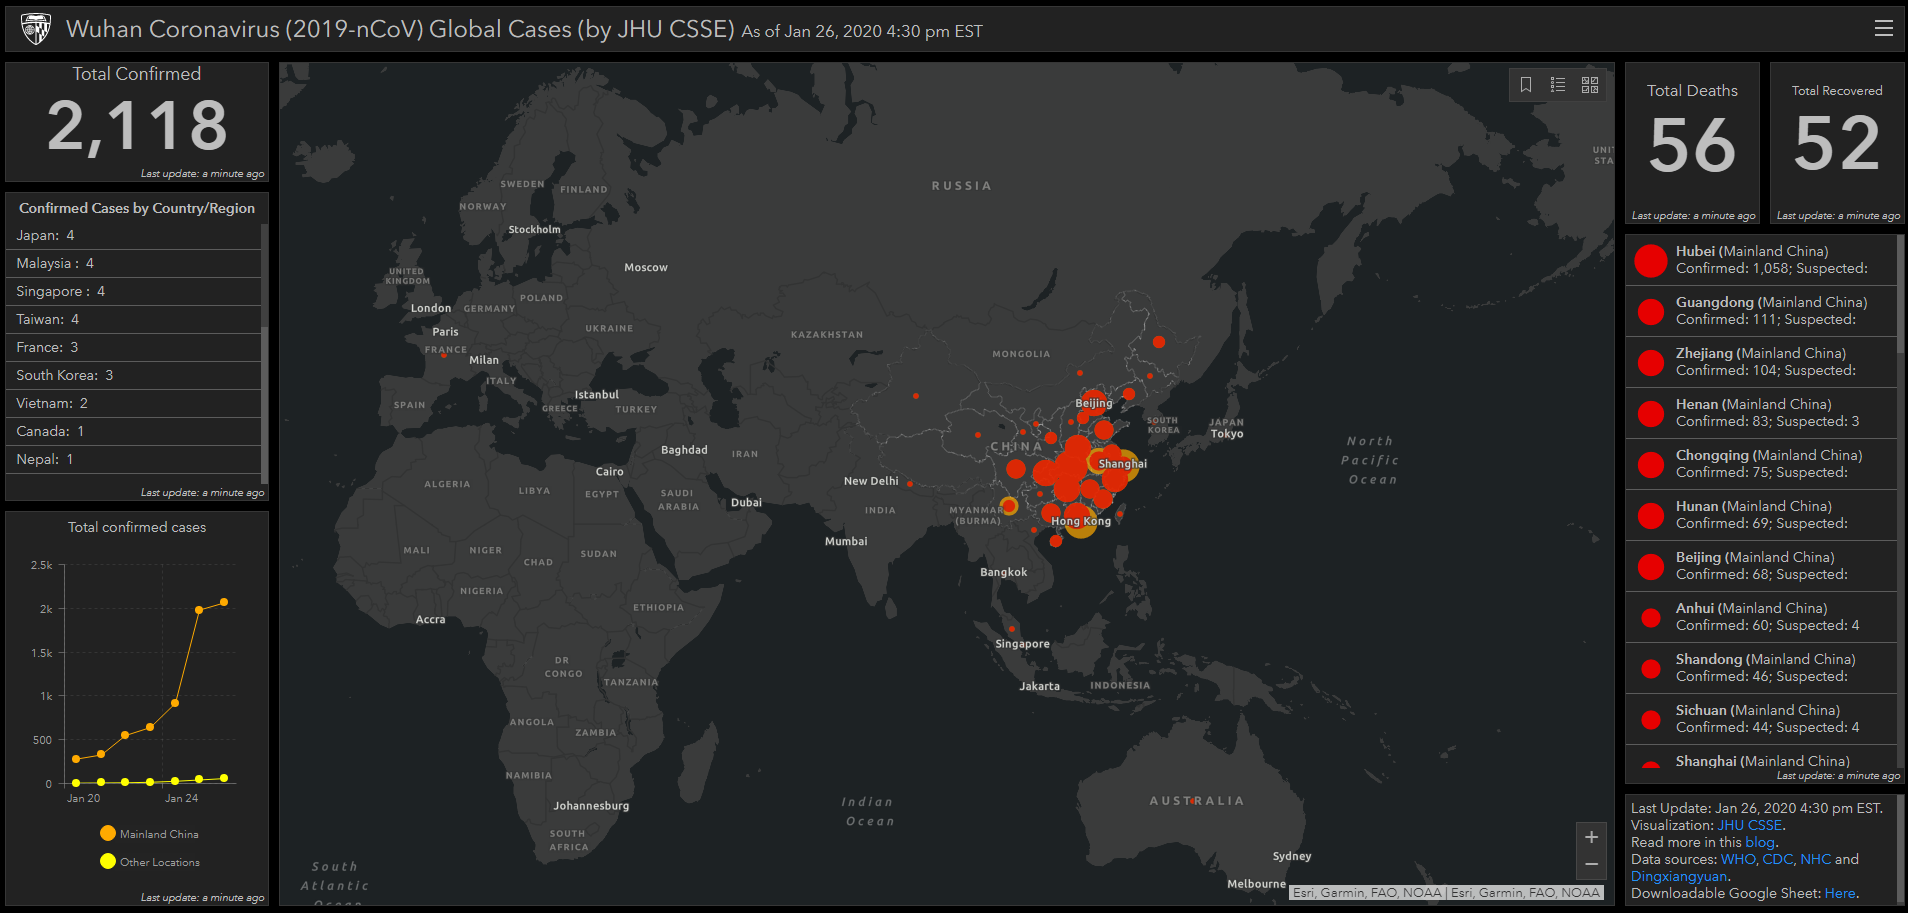 Wuhan Coronavirus (2019-nCoV) Global Cases (by JHU CSSE) As of Jan 26, 2020 4:30 pm EST
Total Confirmed
2,118
Last update: a minute ago
Confirmed Cases by Country/Region
Japan: 4
Malaysia : 4
Singapore : 4
Taiwan: 4
France: 3
South Korea: 3
Vietnam: 2
Canada: 1
Nepal: 1
Last update: a minute ago
Total confirmed cases
2.5k
2k
1.5k
1k
500
0
Jan 20
Jan 24
Mainland China
Other Locations
Last update: a minute ago
RUSSIA
SWEDEN
FINLAND
NORWAY
Stockholm
Moscow
UNITED
KINGDOM
London
POLAND
GERMANY
Paris
UKRAINE
KAZAKHSTAN
FRANCE
Milan
MONGOLIA
ITALY
Istanbul
SPAIN
GREECE
TURKEY
Beijing
SOUTH
KOREA
JAPAN
Tokyo
North
Pacific
Ocean
CHINA
Baghdad
IRAN
Shanghai
Cairo
New Delhi
ALGERIA
LIBYA
EGYPT
SAUDI
ARABIA
Dubai
INDIA
MYANMAR
(BURMA)
Hong Kong
Mumbai
MALI
NIGER
CHAD
SUDAN
Bangkok
NIGERIA
ETHIOPIA
Accra
Singapore
DR
CONGO
TANZANIA
Jakarta
INDONESIA
ANGOLA
ZAMBIA
NAMIBIA
Johannesburg
SOUTH
AFRICA
Indian
Ocean
AUSTRALIA
Sydney
Melbourne
South
Atlantic
Ocean
UNIT
STA
+
−
Esri, Garmin, FAO, NOAA | Esri, Garmin, FAO, NOAA
Total Deaths
56
Last update: a minute ago
Total Recovered
52
Last update: a minute ago
Hubei (Mainland China)
Confirmed: 1,058; Suspected:
Guangdong (Mainland China)
Confirmed: 111; Suspected:
Zhejiang (Mainland China)
Confirmed: 104; Suspected:
Henan (Mainland China)
Confirmed: 83; Suspected: 3
Chongqing (Mainland China)
Confirmed: 75; Suspected:
Hunan (Mainland China)
Confirmed: 69; Suspected:
Beijing (Mainland China)
Confirmed: 68; Suspected:
Anhui (Mainland China)
Confirmed: 60; Suspected: 4
Shandong (Mainland China)
Confirmed: 46; Suspected:
Sichuan (Mainland China)
Confirmed: 44; Suspected: 4
Shanghai (Mainland China)
Last update: a minute ago
Last Update: Jan 26, 2020 4:30 pm EST.
Visualization: JHU CSSE.
Read more in this blog.
Data sources: WHO, CDC, NHC and
Dingxiangyuan.
Downloadable Google Sheet: Here.